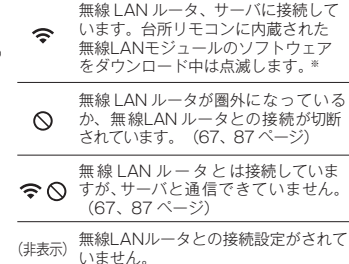 無線 LAN ルータ、サーバに接続して
います。台所リモコンに内蔵された
無線LANモジュールのソフトウェア
をダウンロード中は点滅します。※
無線 LAN ルータが圏外になっている
か、無線LAN ルータとの接続が切断
されています。（67、87 ページ）
無線 LAN ルータとは接続していま
すが、サーバと通信できていません。
（67、87 ページ）
(非表示)
無線LANルータとの接続設定がされて
いません。